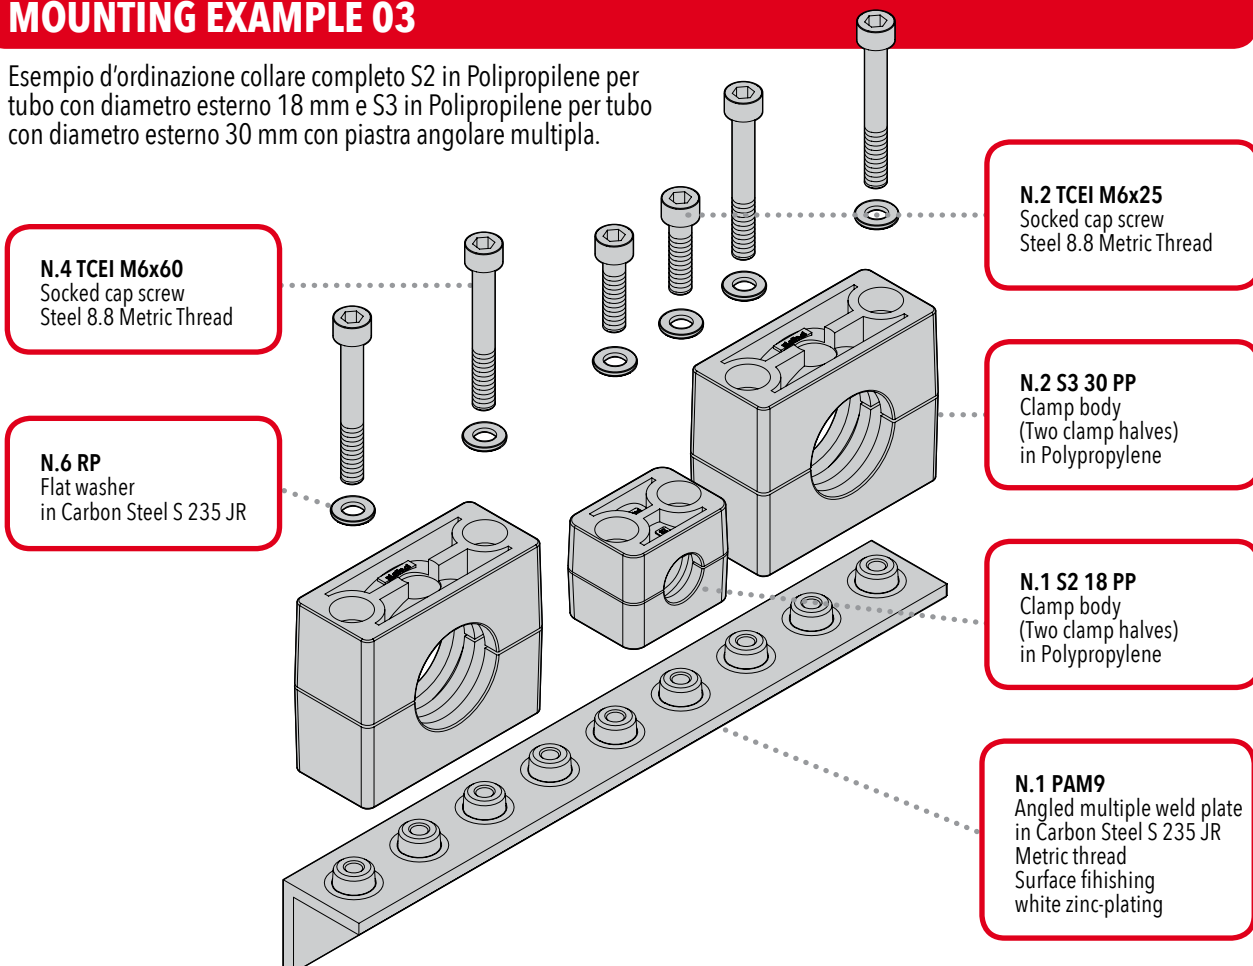 MOUNTING EXAMPLE 03
Esempio d'ordinazione collare completo S2 in Polipropilene per
tubo con diametro esterno 18 mm e S3 in Polipropilene per tubo
con diametro esterno 30 mm con piastra angolare multipla.
N.4 TCEI M6x60
Socked cap screw
Steel 8.8 Metric Thread
N.6 RP
Flat washer
in Carbon Steel S 235 JR
N.2 TCEI M6x25
Socked cap screw
Steel 8.8 Metric Thread
N.2 S3 30 PP
Clamp body
(Two clamp halves)
in Polypropylene
N.1 S2 18 PP
Clamp body
(Two clamp halves)
in Polypropylene
N.1 PAM9
Angled multiple weld plate
in Carbon Steel S 235 JR
Metric thread
Surface fihishing
white zinc-plating